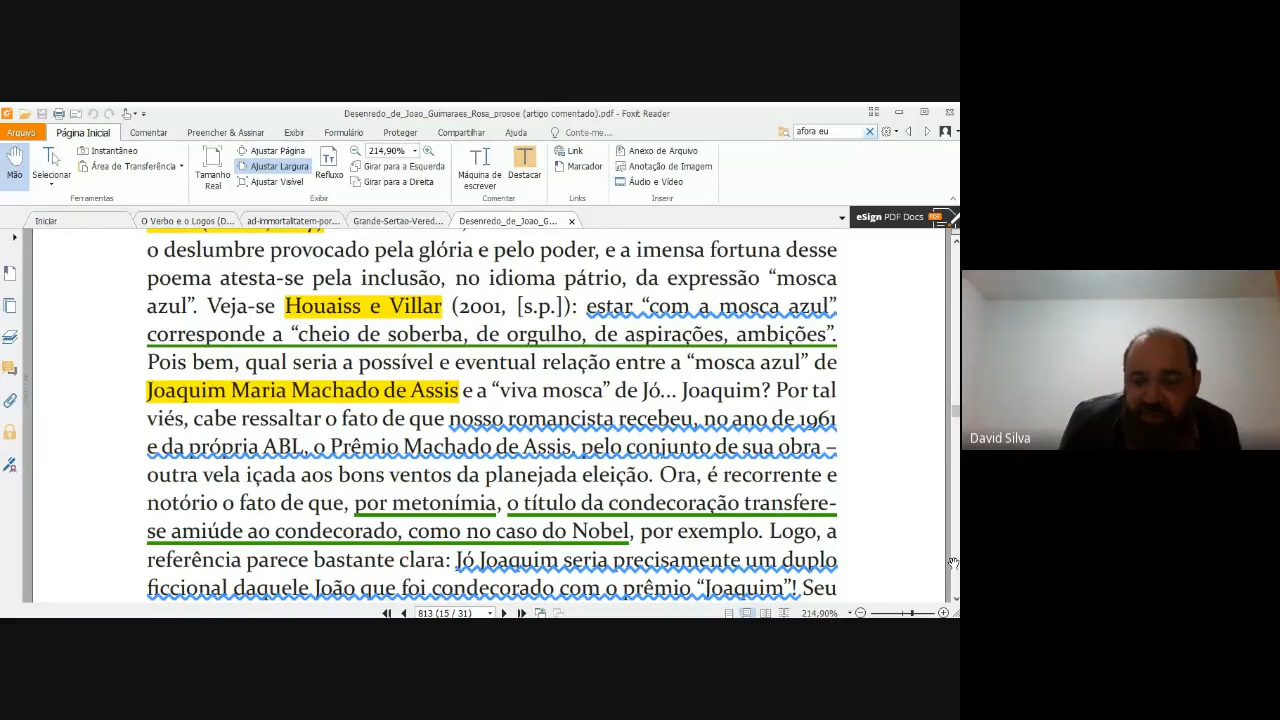 Desenredo_de_Joao_Guimaraes_Rosa_prosoe (artigo comentado).pdf - Foxit Reader
Arquivo Página Inicial Comentar Preencher & Assinar Exibir Formulário Proteger Compartilhar Ajuda Conte-me... afora eu
Mão
Selecionar
Instantâneo
Área de Transferência
Ferramentas
Tamanho Real
Ajustar Página
Ajustar Largura
Ajustar Visível
Refluxo
214,90%
Girar para a Esquerda
Girar para a Direita
Exibir
Máquina de escrever
Destacar
Comentar
Link
Marcador
Links
Anexo de Arquivo
Anotação de Imagem
Áudio e Vídeo
Inserir
Iniciar O Verbo e o Logos (D... ad-immortalitatem-por... Grande-Sertao-Vered... Desenredo_de_Joao_G... eSign PDF Docs
o deslumbre provocado pela glória e pelo poder, e a imensa fortuna desse
poema atesta-se pela inclusão, no idioma pátrio, da expressão “mosca
azul”. Veja-se Houaiss e Villar (2001, [s.p.]): estar “com a mosca azul”
corresponde a “cheio de soberba, de orgulho, de aspirações, ambições”.
Pois bem, qual seria a possível e eventual relação entre a “mosca azul” de
Joaquim Maria Machado de Assis e a “viva mosca” de Jó... Joaquim? Por tal
viés, cabe ressaltar o fato de que nosso romancista recebeu, no ano de 1961
e da própria ABL, o Prêmio Machado de Assis, pelo conjunto de sua obra –
outra vela içada aos bons ventos da planejada eleição. Ora, é recorrente e
notório o fato de que, por metonímia, o título da condecoração transfere-
se amiúde ao condecorado, como no caso do Nobel, por exemplo. Logo, a
referência parece bastante clara: Jó Joaquim seria precisamente um duplo
ficcional daquele João que foi condecorado com o prêmio “Joaquim”! Seu
813 (15 / 31) 214,90%
David Silva